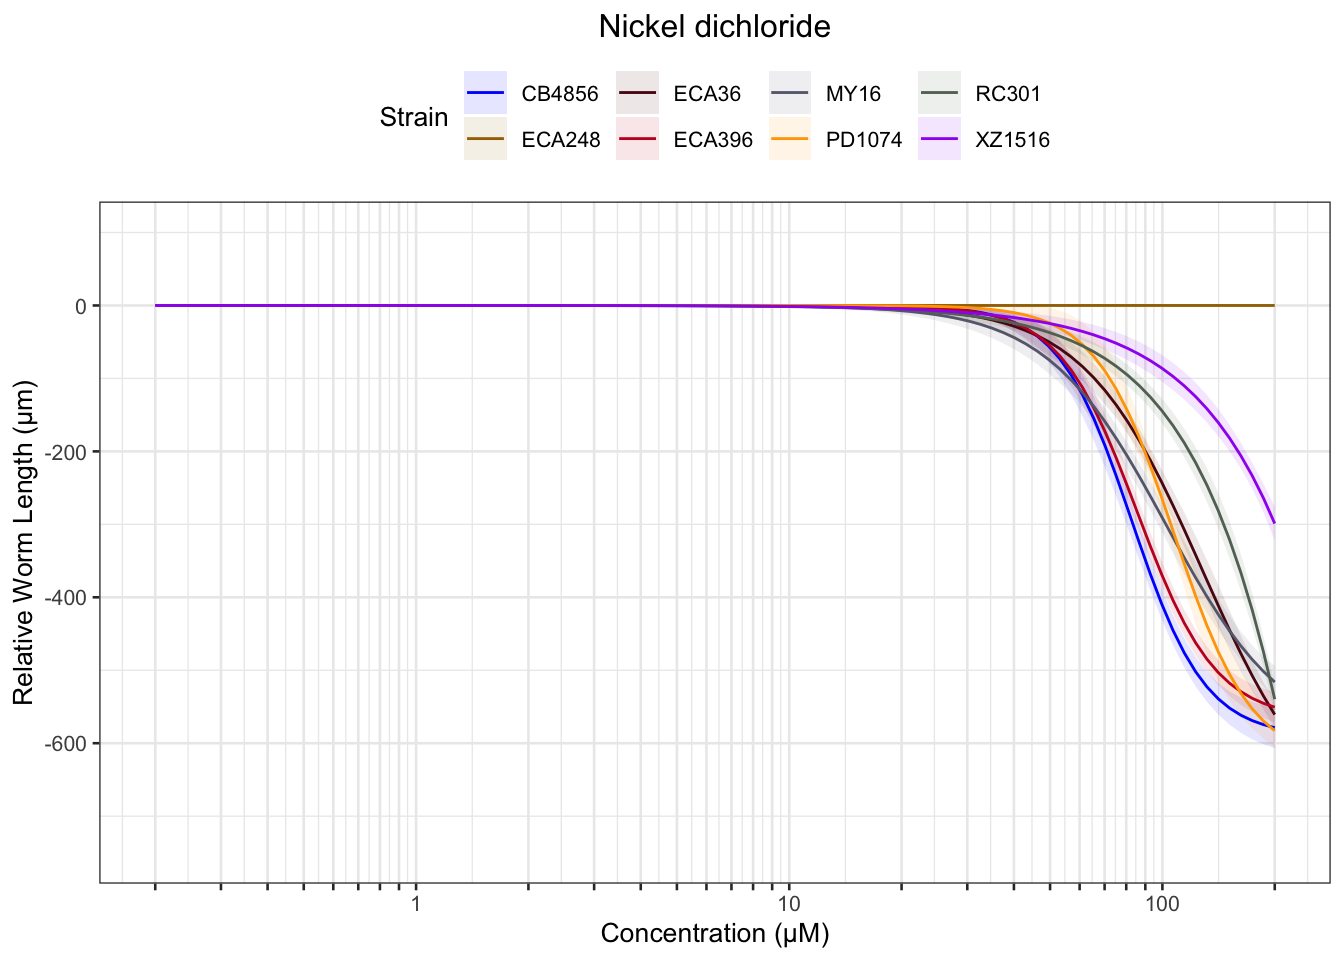 Nickel dichloride
Strain
CB4856 ECA36 MY16 RC301
ECA248 ECA396 PD1074 XZ1516
Relative Worm Length (µm)
0
-200
-400
-600
1 10 100
Concentration (µM)